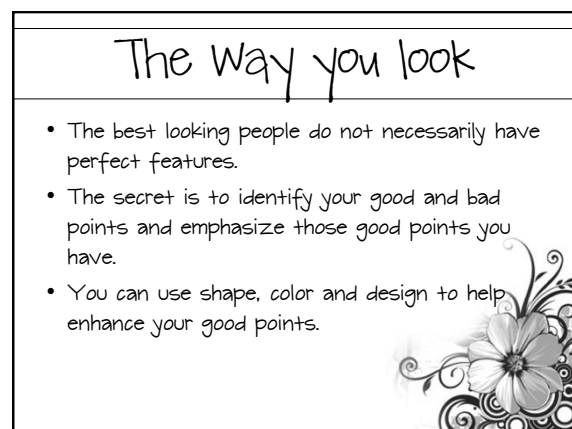 The way you look
• The best looking people do not necessarily have
perfect features.
• The secret is to identify your good and bad
points and emphasize those good points you
have.
• You can use shape, color and design to help
enhance your good points.